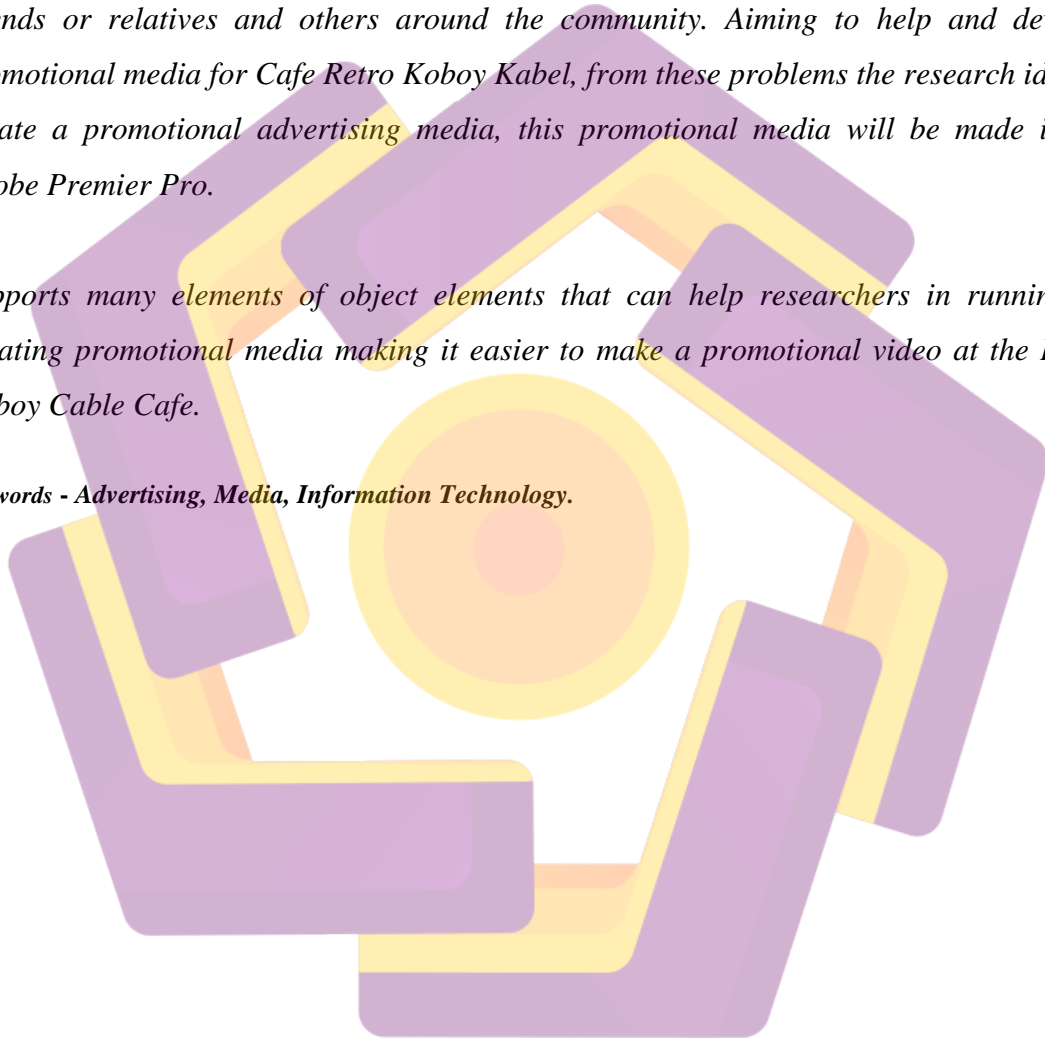 ends or relatives and others around the community. Aiming to help and de
omotional media for Cafe Retro Koboy Kabel, from these problems the research id
ate a promotional advertising media, this promotional media will be made i
obe Premier Pro.
pports many elements of object elements that can help researchers in runnin
ating promotional media making it easier to make a promotional video at the
boy Cable Cafe.
words - Advertising, Media, Information Technology.